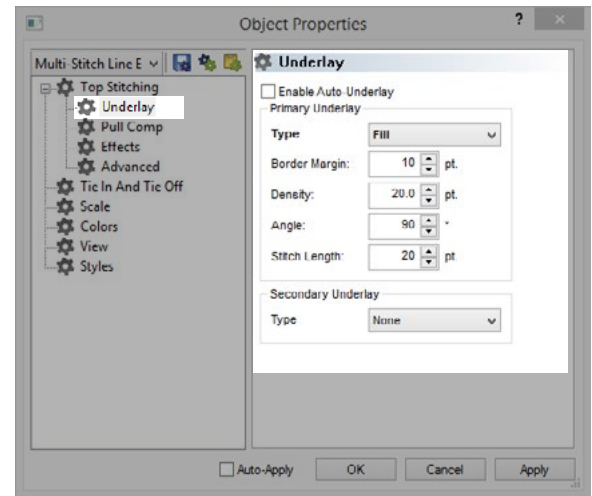 Object Properties
?
Multi-Stitch Line E
Top Stitching
Underlay
Pull Comp
Effects
Advanced
Tie In And Tie Off
Scale
Colors
View
Styles
Underlay
Enable Auto-Underlay
Primary Underlay
Type Fill
Border Margin: 10 pt.
Density: 20.0 pt.
Angle: 90 °
Stitch Length: 20 pt.
Secondary Underlay
Type None
Auto-Apply OK Cancel Apply